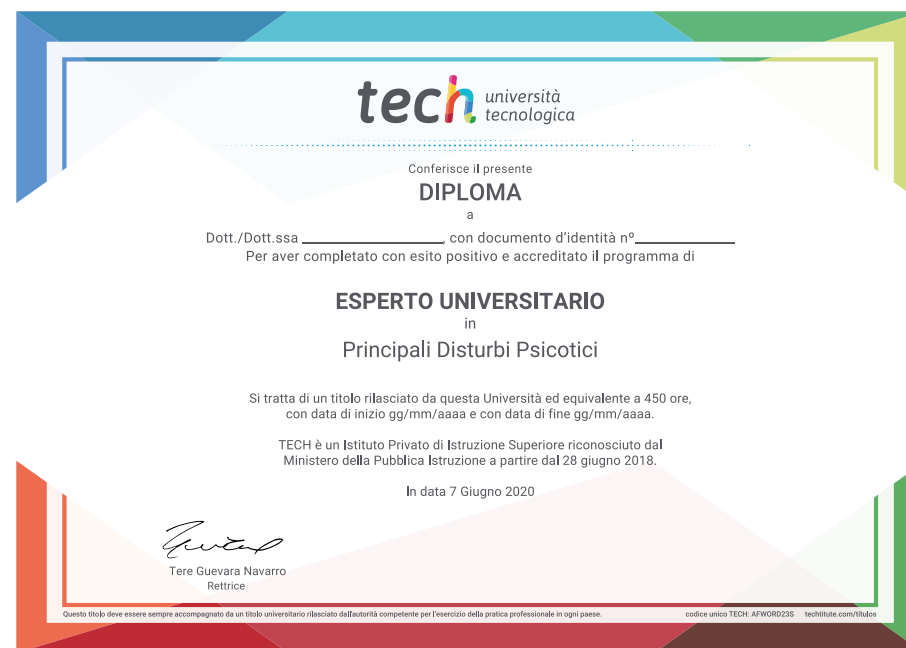 tech università
tecnologica
Conferisce il presente
DIPLOMA
a
Dott./Dott.ssa ________________, con documento d'identità nº____________
Per aver completato con esito positivo e accreditato il programma di
ESPERTO UNIVERSITARIO
in
Principali Disturbi Psicotici
Si tratta di un titolo rilasciato da questa Università ed equivalente a 450 ore,
con data di inizio gg/mm/aaaa e con data di fine gg/mm/aaaa.
TECH è un Istituto Privato di Istruzione Superiore riconosciuto dal
Ministero della Pubblica Istruzione a partire dal 28 giugno 2018.
In data 7 Giugno 2020
Tere Guevara Navarro
Rettrice
Questo titolo deve essere sempre accompagnato da un titolo universitario rilasciato dall'autorità competente per l'esercizio della pratica professionale in ogni paese. codice unico TECH: AFWORD23S techtitute.com/titulos